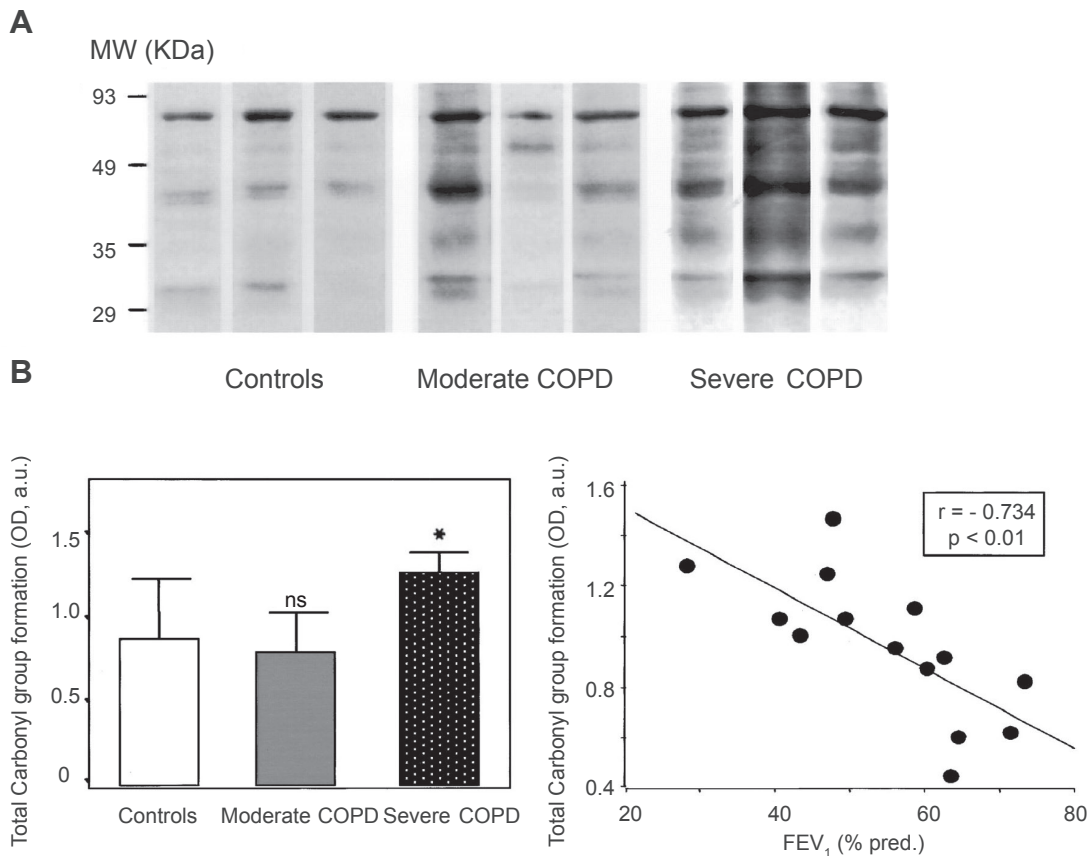 A
MW (KDa)
93
49
35
29
Controls
Moderate COPD
Severe COPD
B
Total Carbonyl group formation (OD, a.u.)
1.5
1.0
0.5
0
ns
*
Controls
Moderate COPD
Severe COPD
Total Carbonyl group formation (OD, a.u.)
1.6
1.2
0.8
0.4
r = - 0.734
p < 0.01
20
40
60
80
FEV₁ (% pred.)